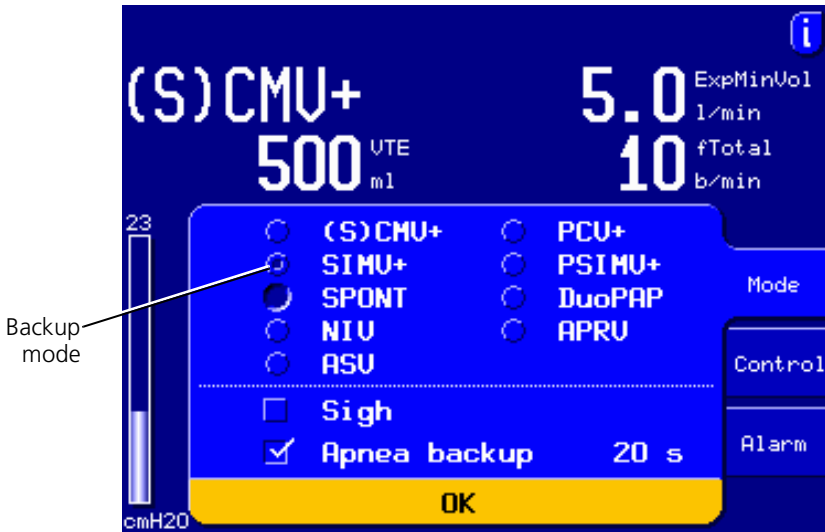 i
(S)CMV+
5.0 ExpMinVol
l/min
500 VTE
ml
10 fTotal
b/min
23
(S)CMV+ PCV+
SIMV+ PSIMV+
SPONT DuoPAP
NIV APRV
ASV
Sigh
Apnea backup 20 s
OK
Mode
Control
Alarm
cmH2O
Backup
mode